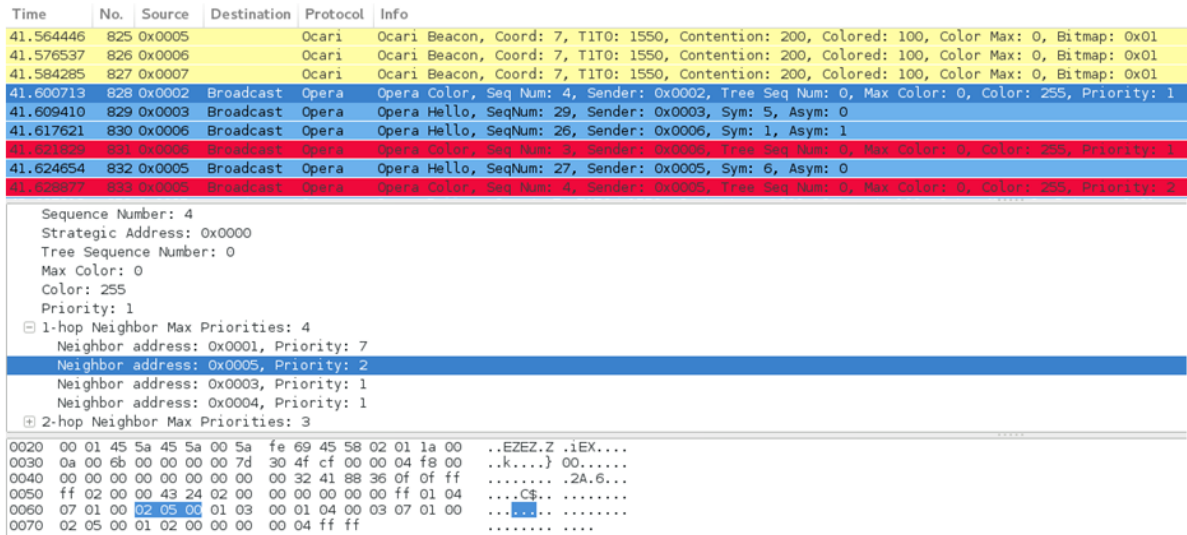 Time No. Source Destination Protocol Info
41.564446 825 0x0005 Ocari Ocari Beacon, Coord: 7, T1TO: 1550, Contention: 200, Colored: 100, Color Max: 0, Bitmap: 0x01
41.576537 826 0x0006 Ocari Ocari Beacon, Coord: 7, T1TO: 1550, Contention: 200, Colored: 100, Color Max: 0, Bitmap: 0x01
41.584285 827 0x0007 Ocari Ocari Beacon, Coord: 7, T1TO: 1550, Contention: 200, Colored: 100, Color Max: 0, Bitmap: 0x01
41.600713 828 0x0002 Broadcast Opera Opera Color, Seq Num: 4, Sender: 0x0002, Tree Seq Num: 0, Max Color: 0, Color: 255, Priority: 1
41.609410 829 0x0003 Broadcast Opera Opera Hello, SeqNum: 29, Sender: 0x0003, Sym: 5, Asym: 0
41.617621 830 0x0006 Broadcast Opera Opera Hello, SeqNum: 26, Sender: 0x0006, Sym: 1, Asym: 1
41.621829 831 0x0006 Broadcast Opera Opera Color, Seq Num: 3, Sender: 0x0006, Tree Seq Num: 0, Max Color: 0, Color: 255, Priority: 1
41.624654 832 0x0005 Broadcast Opera Opera Hello, SeqNum: 27, Sender: 0x0005, Sym: 6, Asym: 0
41.628877 833 0x0005 Broadcast Opera Opera Color, Seq Num: 4, Sender: 0x0005, Tree Seq Num: 0, Max Color: 0, Color: 255, Priority: 2
Sequence Number: 4
Strategic Address: 0x0000
Tree Sequence Number: 0
Max Color: 0
Color: 255
Priority: 1
1-hop Neighbor Max Priorities: 4
Neighbor address: 0x0001, Priority: 7
Neighbor address: 0x0005, Priority: 2
Neighbor address: 0x0003, Priority: 1
Neighbor address: 0x0004, Priority: 1
2-hop Neighbor Max Priorities: 3
0020 00 01 45 5a 45 5a 00 5a fe 69 45 58 02 01 1a 00 ..EZEZ.Z .iEX....
0030 0a 00 6b 00 00 00 00 7d 30 4f cf 00 00 04 f8 00 ..k....} 0O......
0040 00 00 00 00 00 00 00 00 00 32 41 88 36 0f 0f ff ........ .2A.6...
0050 ff 02 00 00 43 24 02 00 00 00 00 00 00 ff 01 04 ....C$.. ........
0060 07 01 00 02 05 00 01 03 00 01 04 00 03 07 01 00 ........ ........
0070 02 05 00 01 02 00 00 00 00 04 ff ff ........ ....